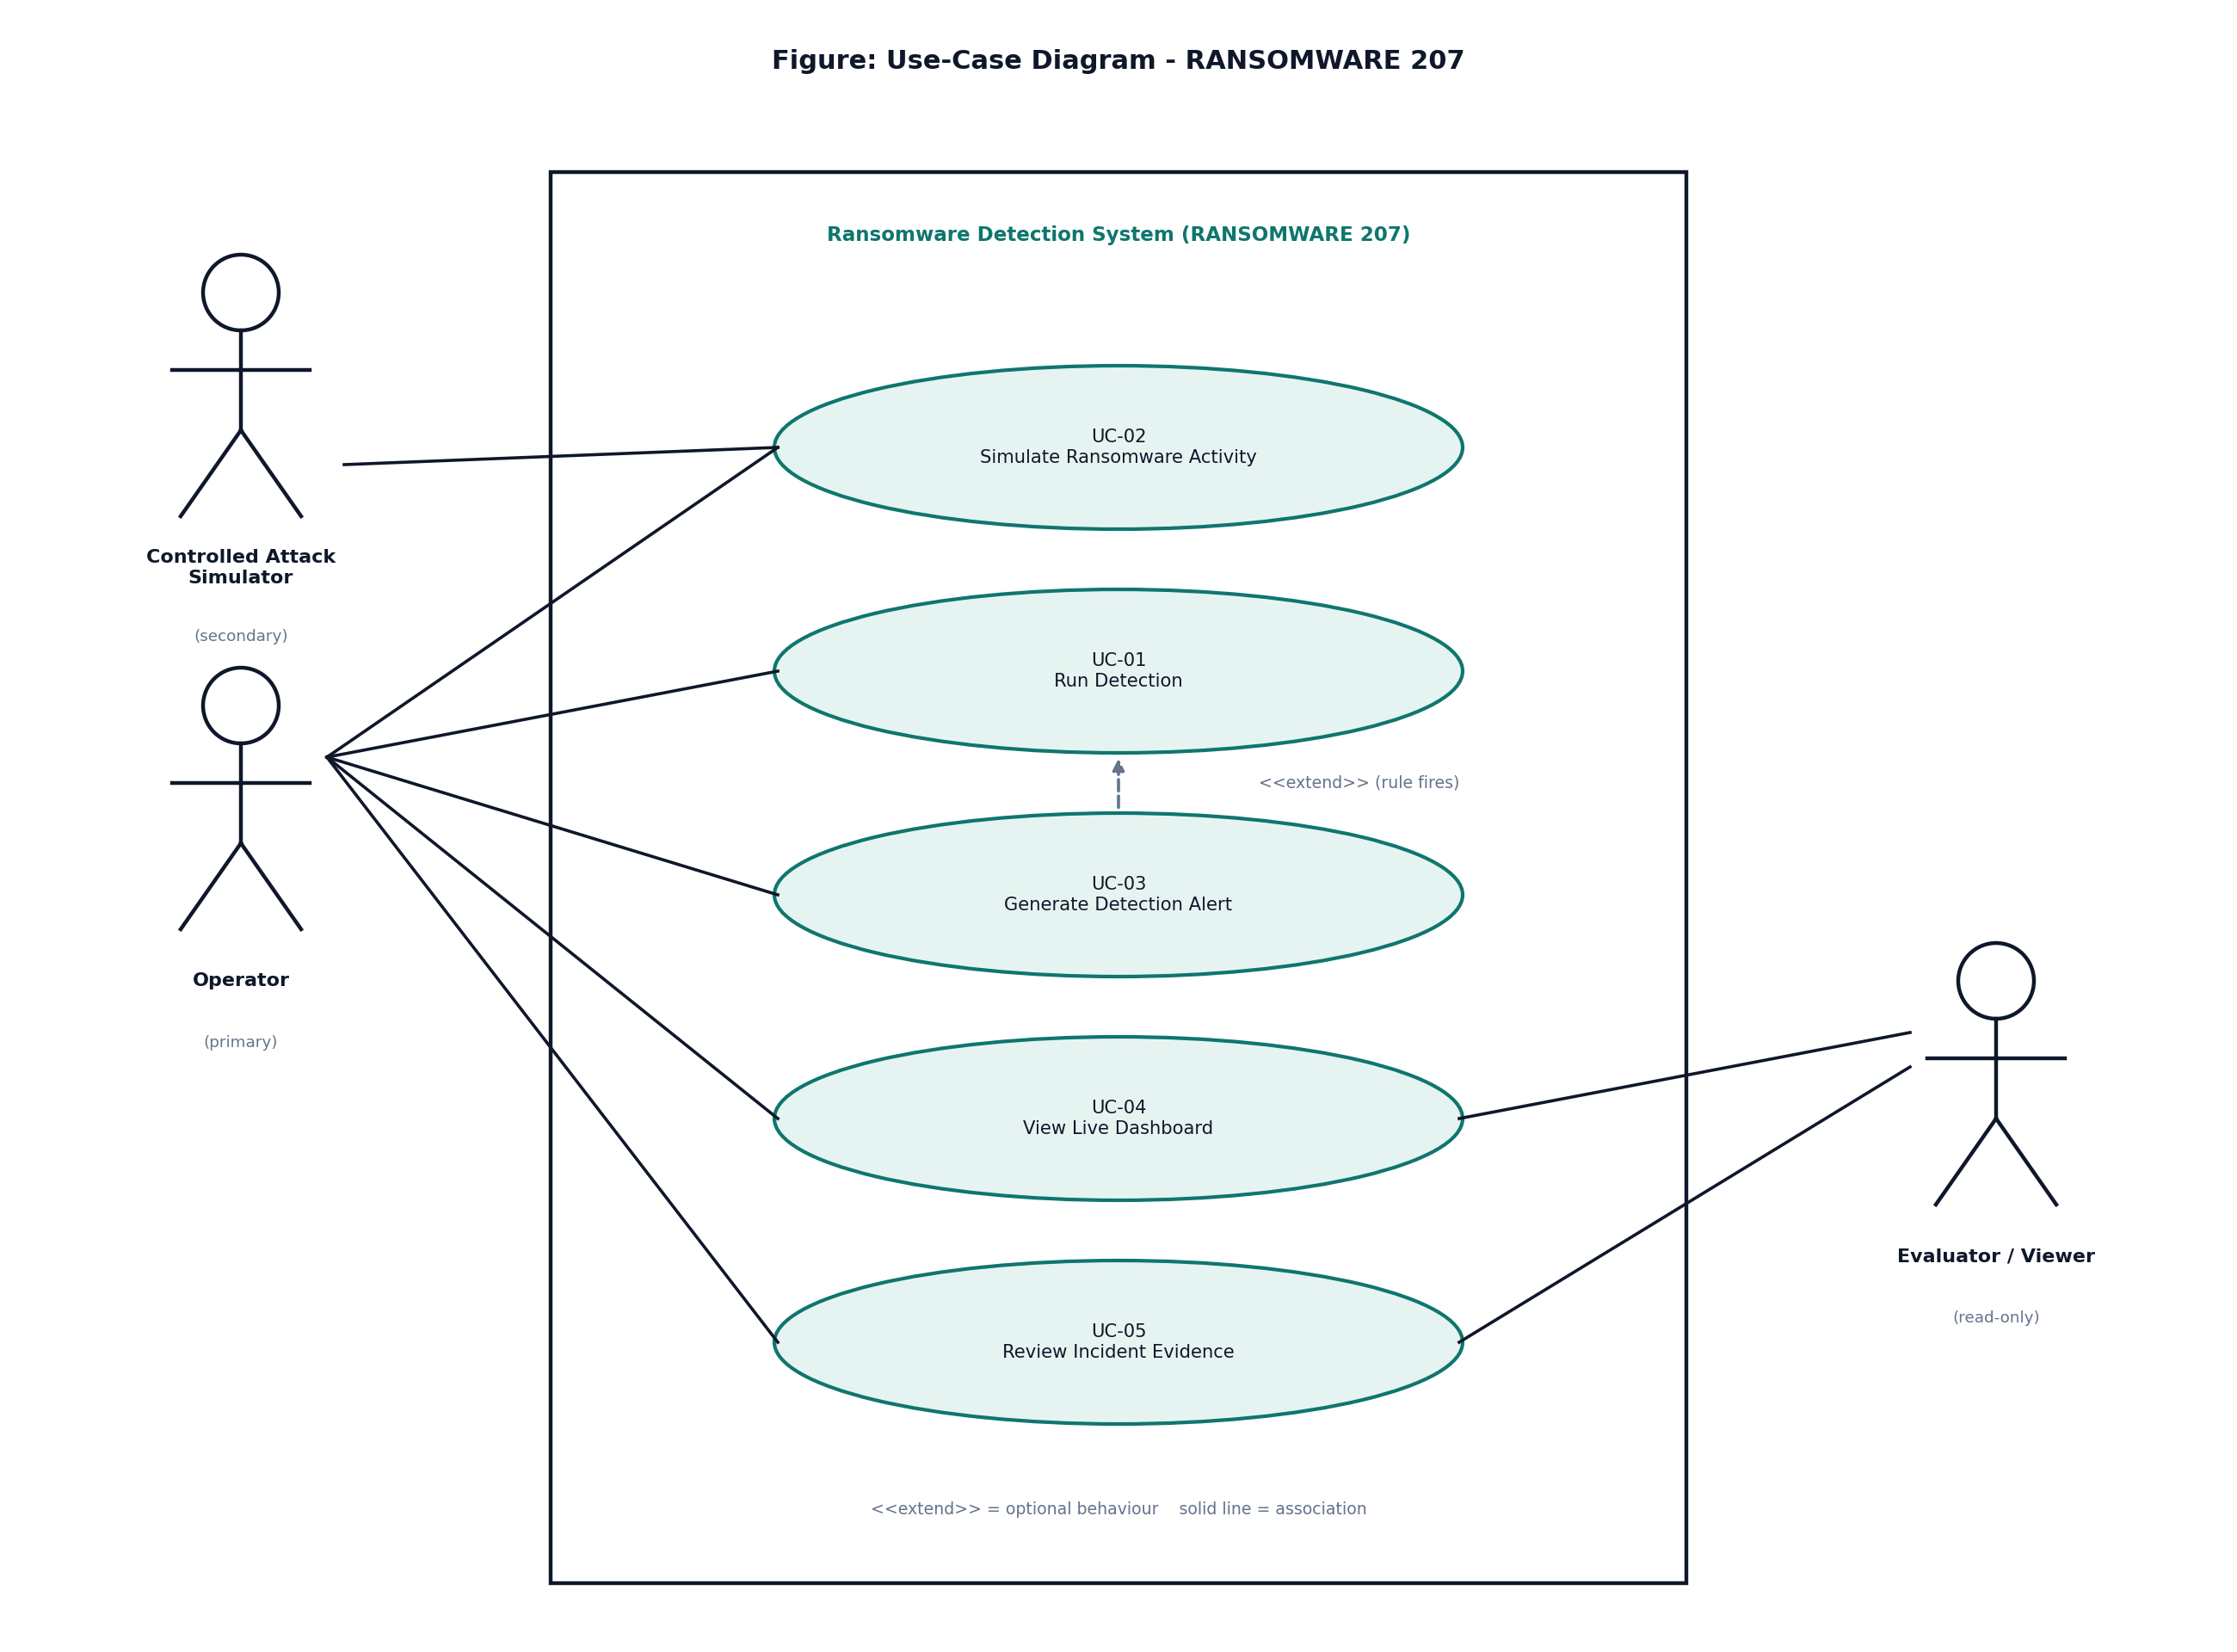 Figure: Use-Case Diagram - RANSOMWARE 207
Ransomware Detection System (RANSOMWARE 207)
UC-02
Simulate Ransomware Activity
Controlled Attack
Simulator
(secondary)
UC-01
Run Detection
<<extend>> (rule fires)
UC-03
Generate Detection Alert
Operator
(primary)
UC-04
View Live Dashboard
Evaluator / Viewer
(read-only)
UC-05
Review Incident Evidence
<<extend>> = optional behaviour    solid line = association